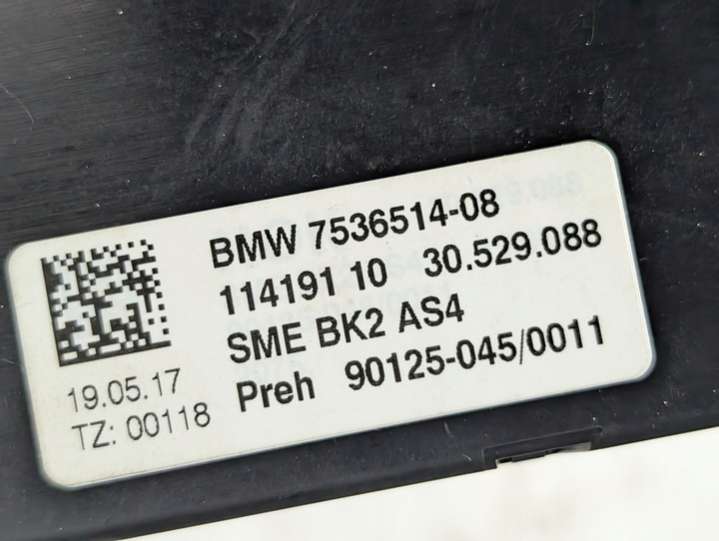 BMW 7536514-08
114191 10 30.529.088
SME BK2 AS4
Preh 90125-045/0011
19.05.17
TZ: 00118